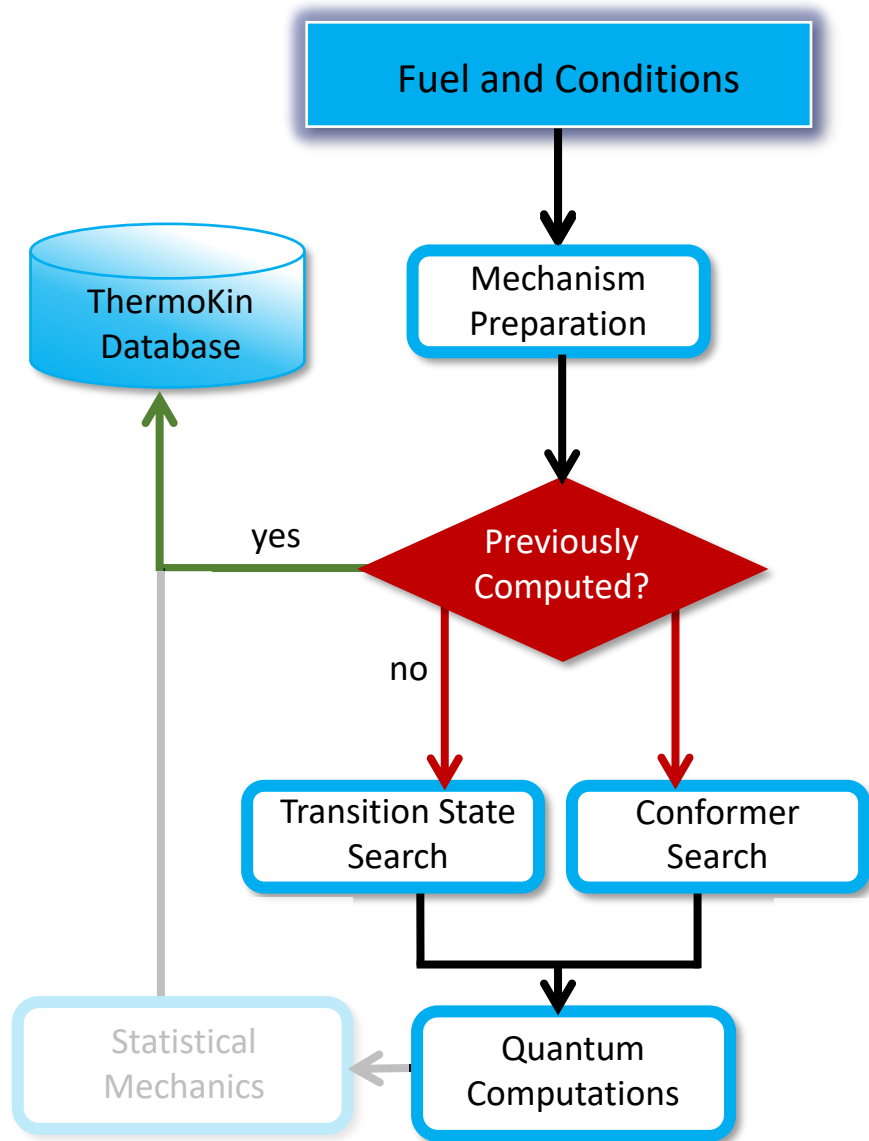 Fuel and Conditions
Mechanism
Preparation
ThermoKin
Database
yes
Previously
Computed?
no
Transition State
Search
Conformer
Search
Statistical
Mechanics
Quantum
Computations